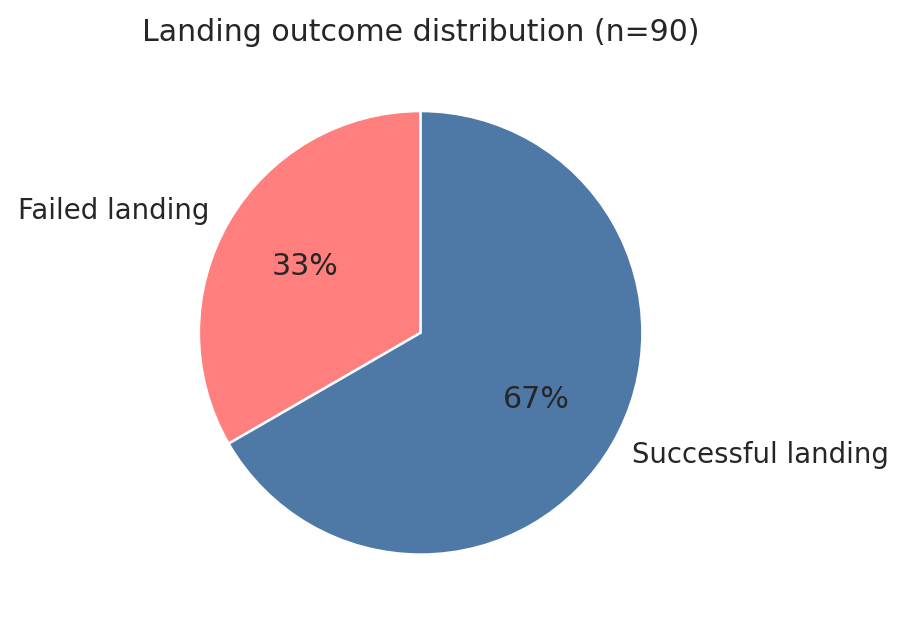 Landing outcome distribution (n=90)
Failed landing
33%
67%
Successful landing